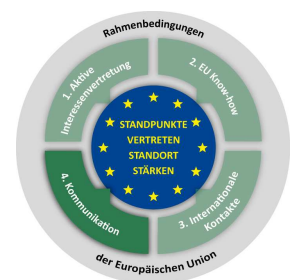 Rahmenbedingungen
1. Aktive
Interessenvertretung
2. EU Know-how
STANDPUNKTE
VERTRETEN
STANDORT
STÄRKEN
4. Kommunikation
3. Internationale
Kontakte
der Europäischen Union